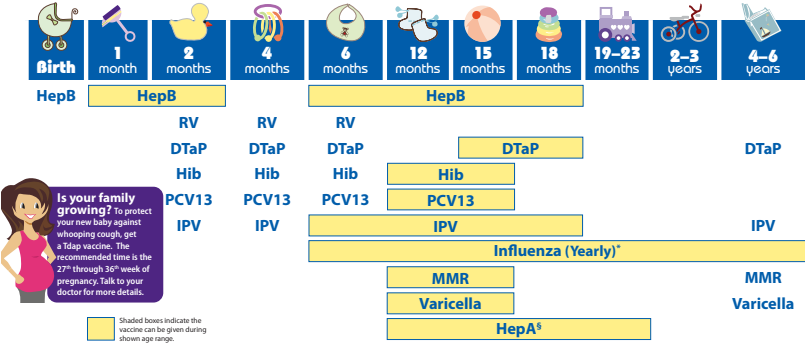 Birth
1 month
2 months
4 months
6 months
12 months
15 months
18 months
19–23 months
2–3 years
4–6 years
HepB HepB HepB
RV RV RV
DTaP DTaP DTaP DTaP DTaP
Hib Hib Hib Hib
PCV13 PCV13 PCV13 PCV13
IPV IPV IPV IPV
Influenza (Yearly)*
MMR MMR
Varicella Varicella
HepA§
Is your family
growing? To protect
your new baby against
whooping cough, get
a Tdap vaccine. The
recommended time is the
27th through 36th week of
pregnancy. Talk to your
doctor for more details.
Shaded boxes indicate the
vaccine can be given during
shown age range.